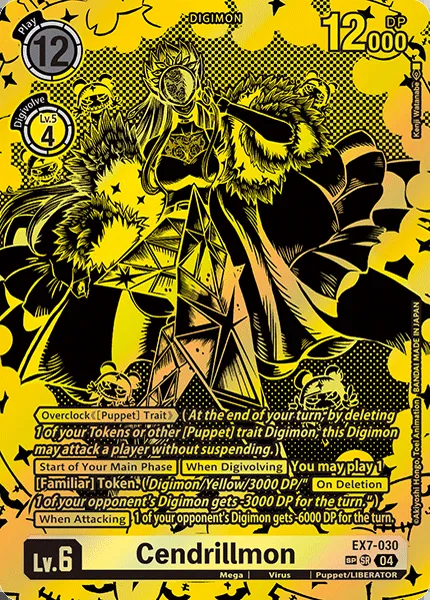 Play
12
DIGIMON
DP
12000
Digivolve
Lv.5
4
Kenji Watanabe
©Akiyoshi Hongo, Toei Animation BANDAI MADE IN JAPAN
Overclock《[Puppet] Trait》 (At the end of your turn, by deleting
1 of your Tokens or other [Puppet] trait Digimon, this Digimon
may attack a player without suspending.)
Start of Your Main Phase When Digivolving You may play 1
[Familiar] Token. (Digimon/Yellow/3000 DP/" On Deletion
1 of your opponent's Digimon gets -3000 DP for the turn.")
When Attacking 1 of your opponent's Digimon gets -6000 DP for the turn.
Lv.6
Cendrillmon
EX7-030
BP SR 04
Mega Virus Puppet/LIBERATOR